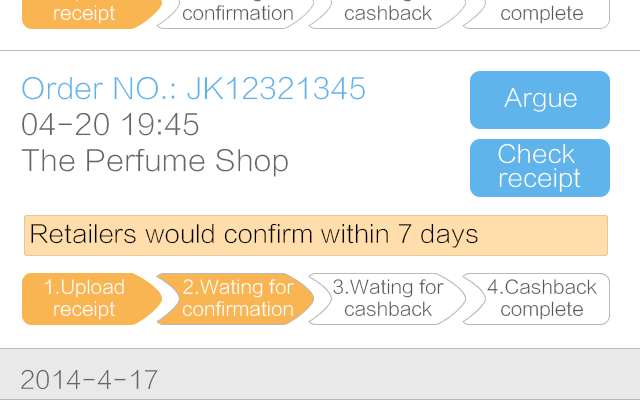 receipt
confirmation
cashback
complete
Order NO.: JK12321345
04-20 19:45
The Perfume Shop
Argue
Check
receipt
Retailers would confirm within 7 days
1.Upload
receipt
2.Wating for
confirmation
3.Wating for
cashback
4.Cashback
complete
2014-4-17